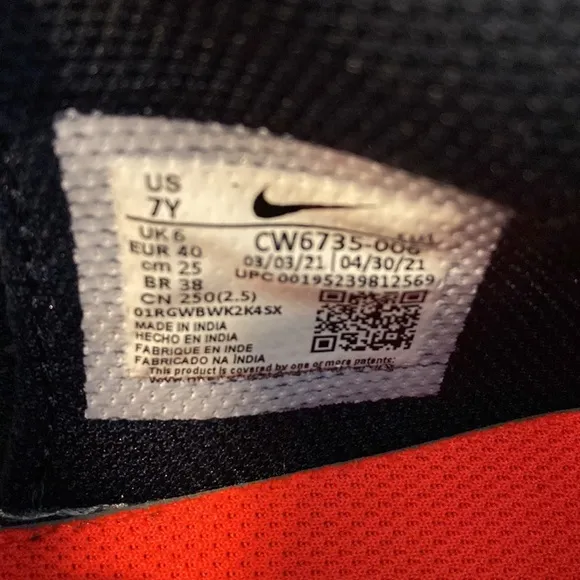 US
7Y
UK 6
EUR 40
cm 25
BR 38
CN 250(2.5)
CW6735-006
03/03/21 04/30/21
UPC 00195239812569
01RGWBWK2K4SX
MADE IN INDIA
HECHO EN INDIA
FABRIQUE EN INDE
FABRICADO NA ÍNDIA
This product is covered by one or more patents: